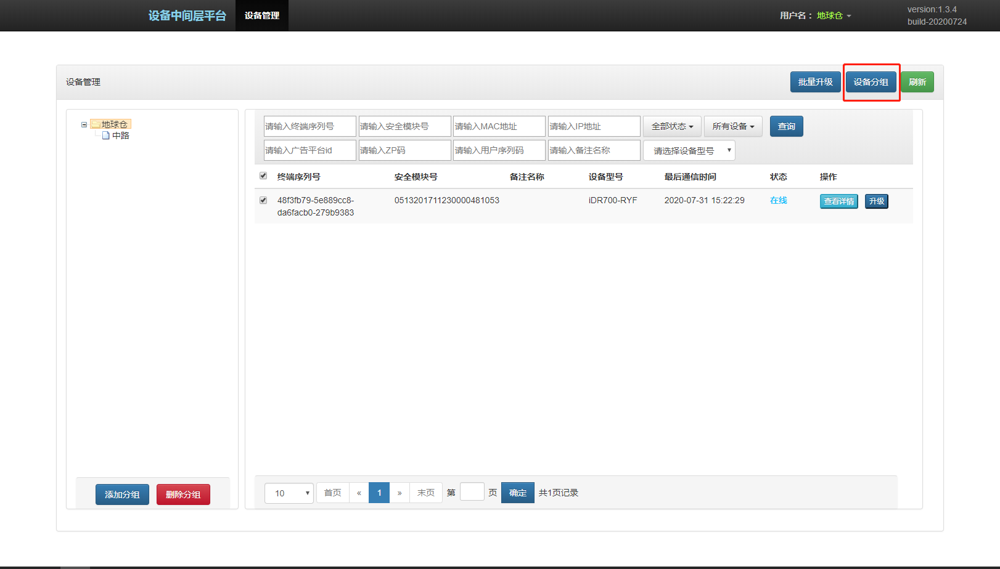 设备中间层平台 设备管理 用户名： 地球仓 version:1.3.4
build-20200724
设备管理 批量升级 设备分组 刷新
地球仓
中路
请输入终端序列号 请输入安全模块号 请输入MAC地址 请输入IP地址 全部状态 所有设备 查询
请输入广告平台id 请输入ZP码 请输入用户序列码 请输入备注名称 请选择设备型号
终端序列号 安全模块号 备注名称 设备型号 最后通信时间 状态 操作
48f3fb79-5e889cc8- 0513201711230000481053 iDR700-RYF 2020-07-31 15:22:29 在线 查看详情 升级
da6facb0-279b9383
添加分组 删除分组
10 首页 « 1 » 末页 第 页 确定 共1页记录